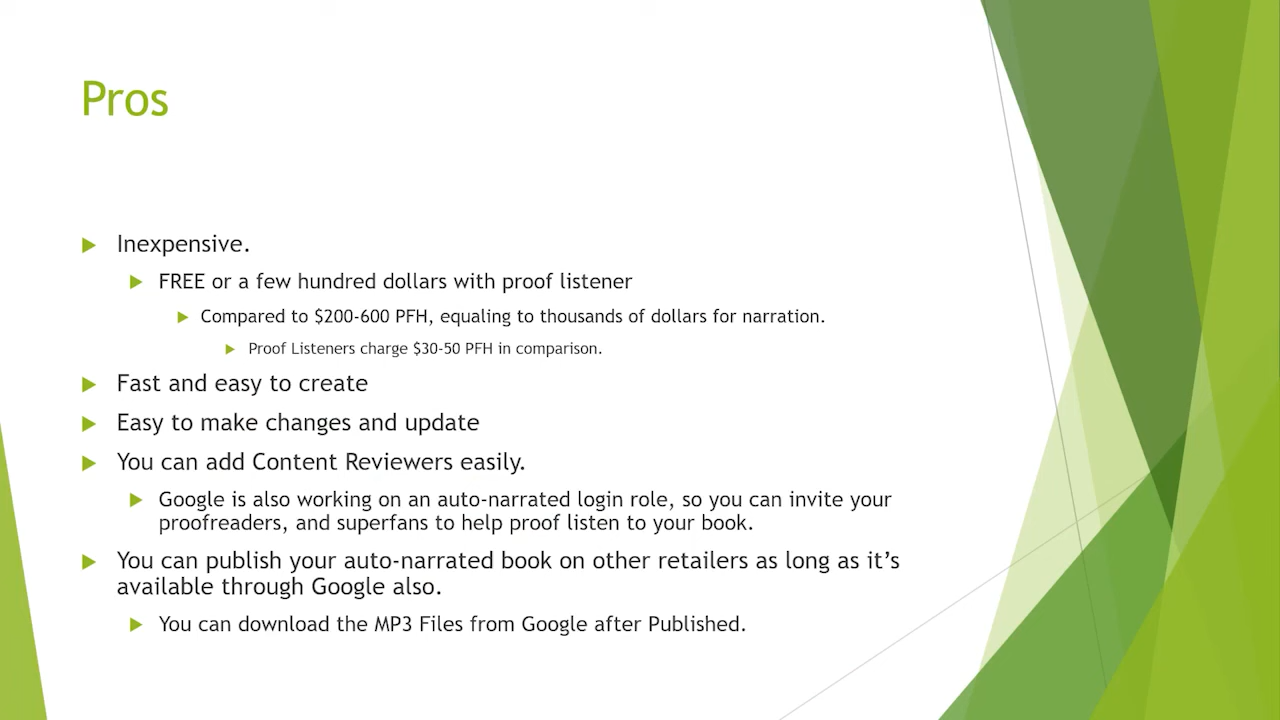 Pros
Inexpensive.
FREE or a few hundred dollars with proof listener
Compared to $200-600 PFH, equaling to thousands of dollars for narration.
Proof Listeners charge $30-50 PFH in comparison.
Fast and easy to create
Easy to make changes and update
You can add Content Reviewers easily.
Google is also working on an auto-narrated login role, so you can invite your
proofreaders, and superfans to help proof listen to your book.
You can publish your auto-narrated book on other retailers as long as it’s
available through Google also.
You can download the MP3 Files from Google after Published.